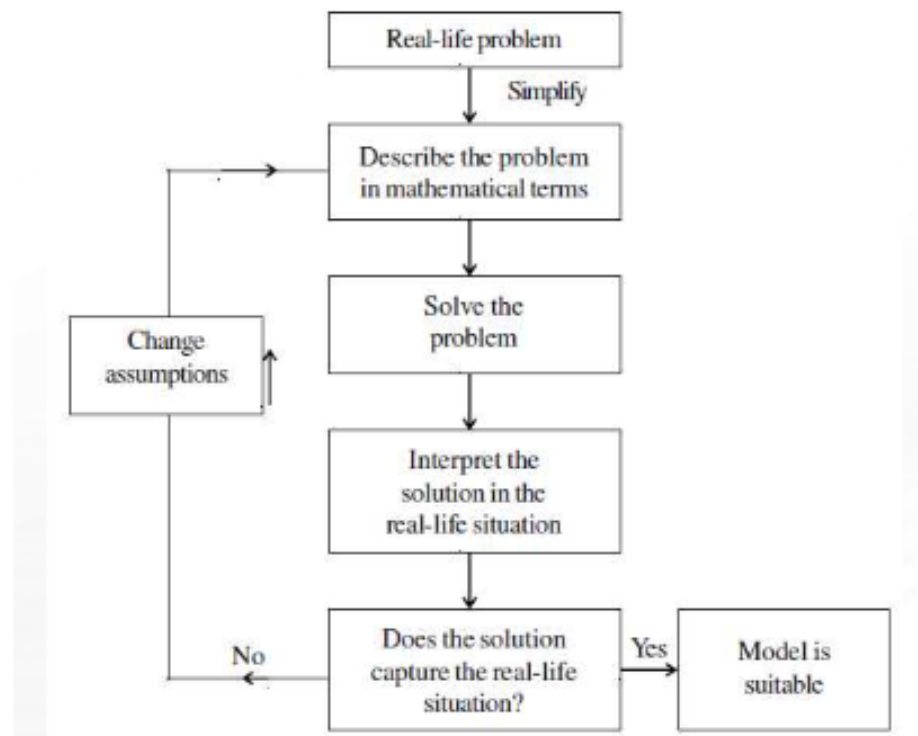 Real-life problem
Simplify
Describe the problem
in mathematical terms
Solve the
problem
Change
assumptions
Interpret the
solution in the
real-life situation
Does the solution
capture the real-life
situation?
No
Yes
Model is
suitable